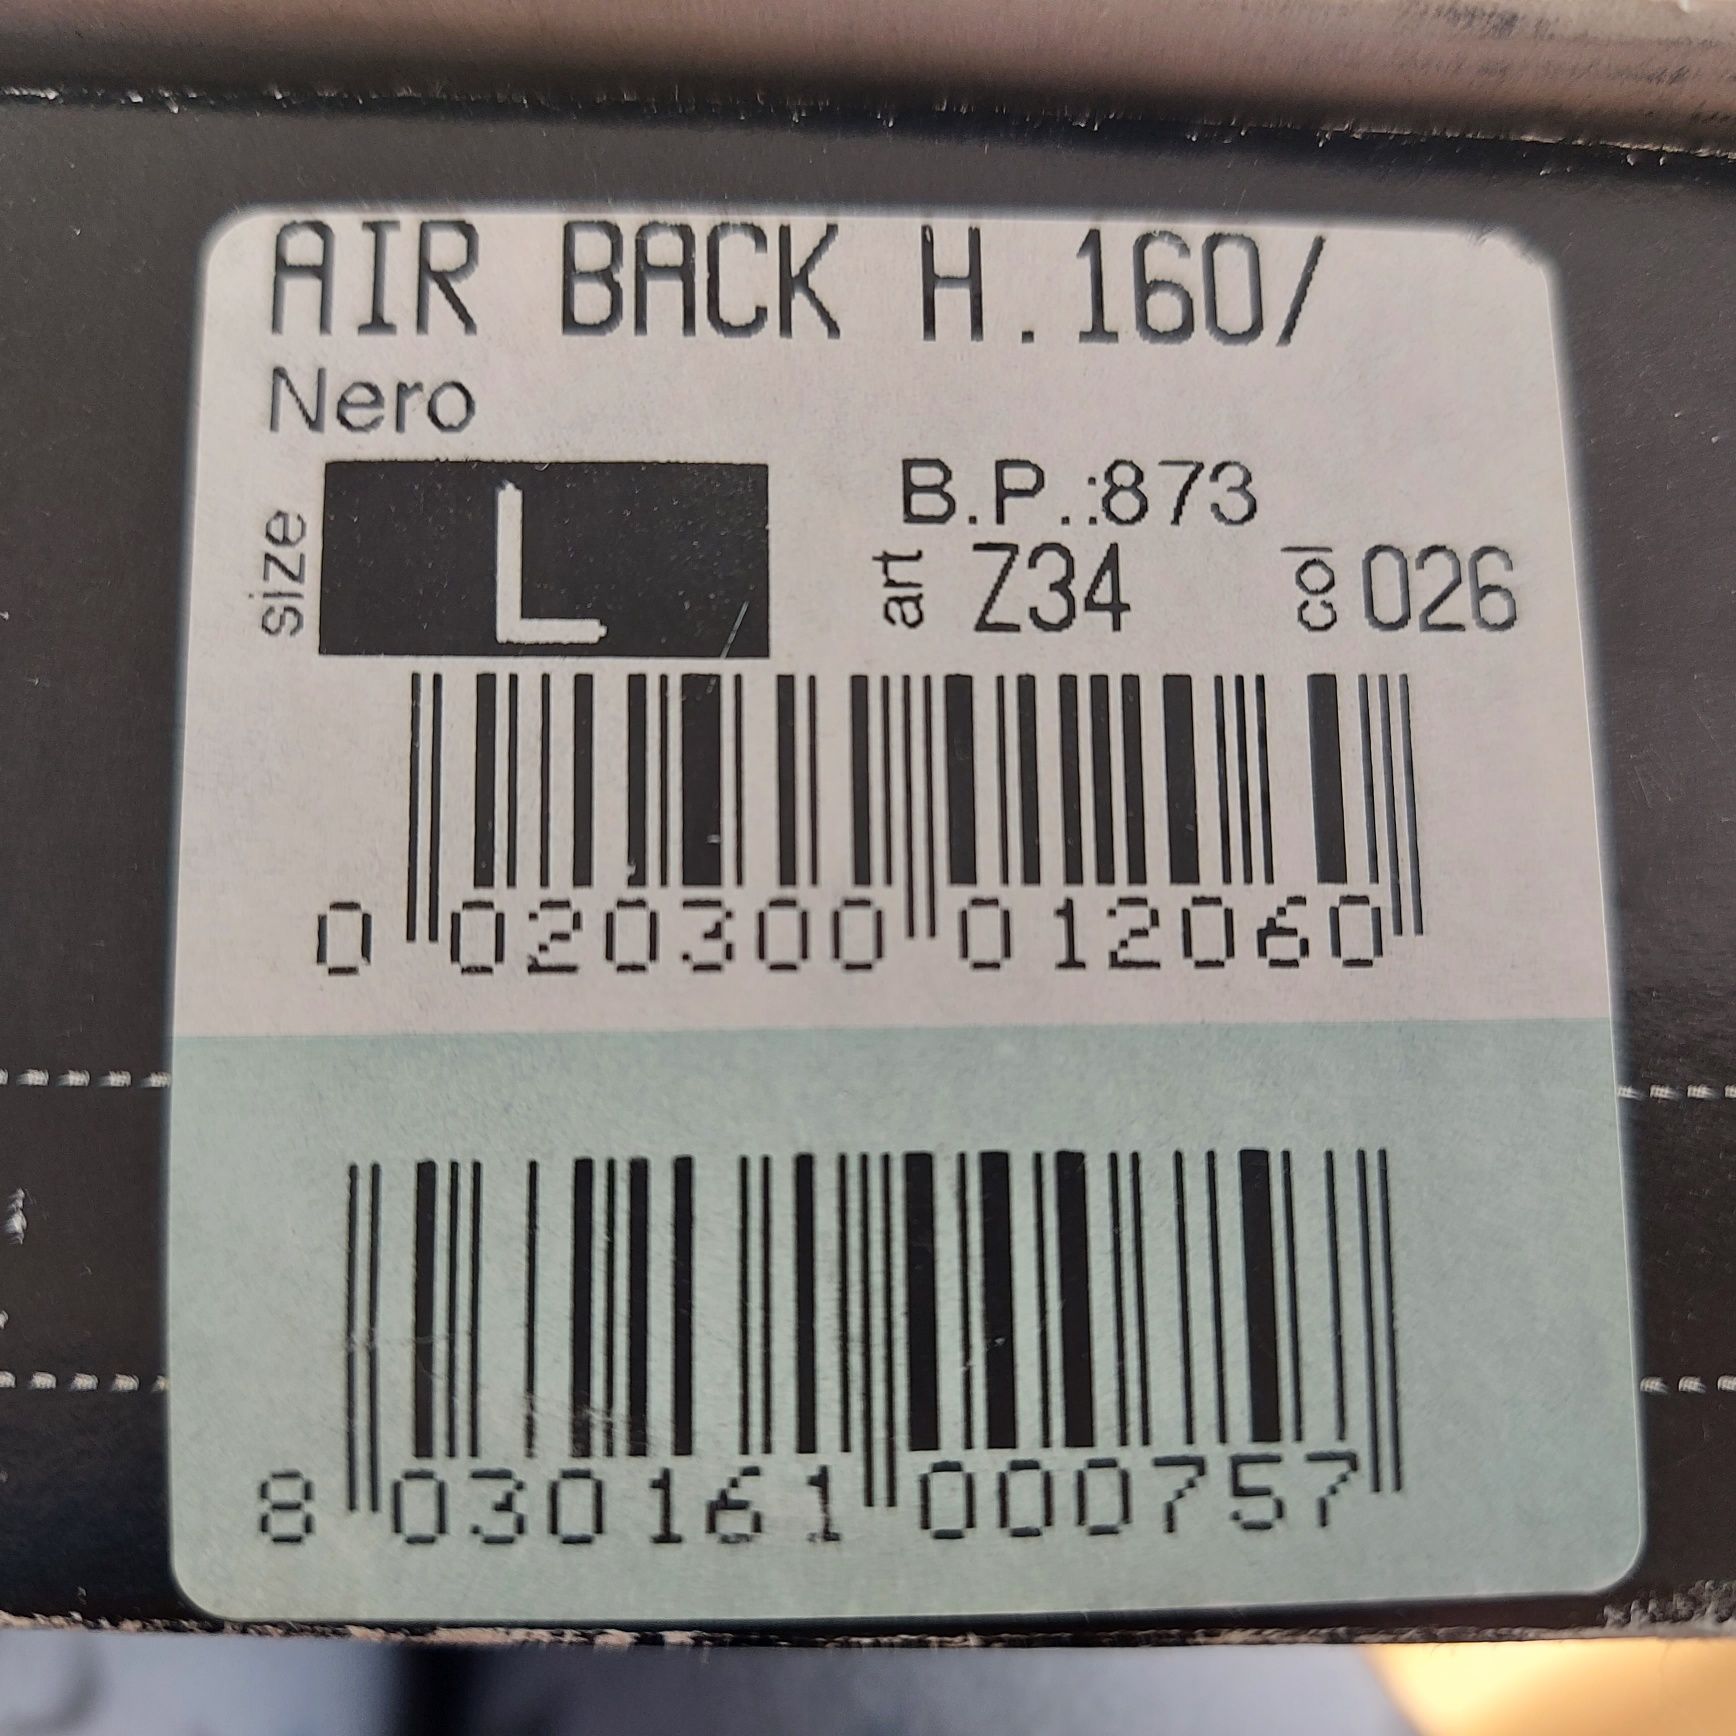 AIR BACK H.160/
Nero
size L
B.P.:873
art Z34 col 026
0 020300 012060
8 030161 000757